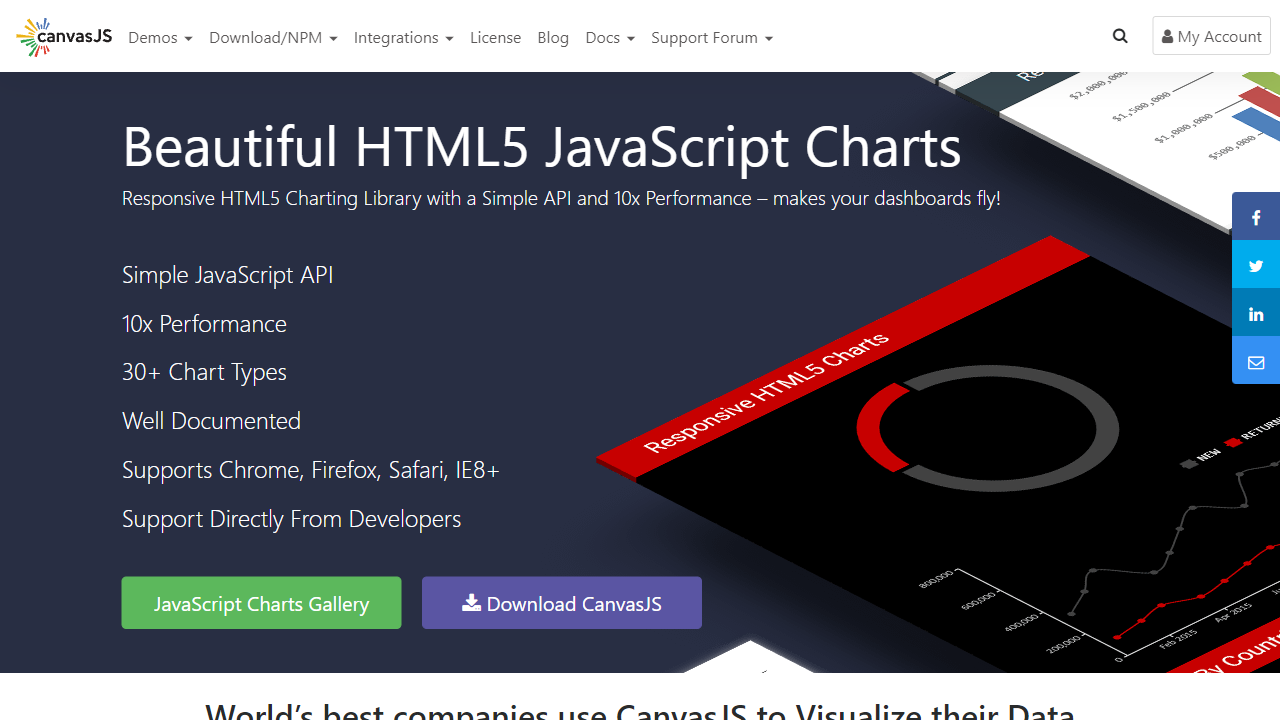 canvasJS Demos Download/NPM Integrations License Blog Docs Support Forum My Account
$2,000,000
$1,500,000
$1,000,000
$500,000
Beautiful HTML5 JavaScript Charts
Responsive HTML5 Charting Library with a Simple API and 10x Performance – makes your dashboards fly!
Simple JavaScript API
10x Performance
30+ Chart Types
Well Documented
Supports Chrome, Firefox, Safari, IE8+
Support Directly From Developers
JavaScript Charts Gallery
Download CanvasJS
Responsive HTML5 Charts
NEW
800,000
600,000
400,000
200,000
0
Feb 2015
Apr 2015
World's best companies use CanvasJS to Visualize their Data